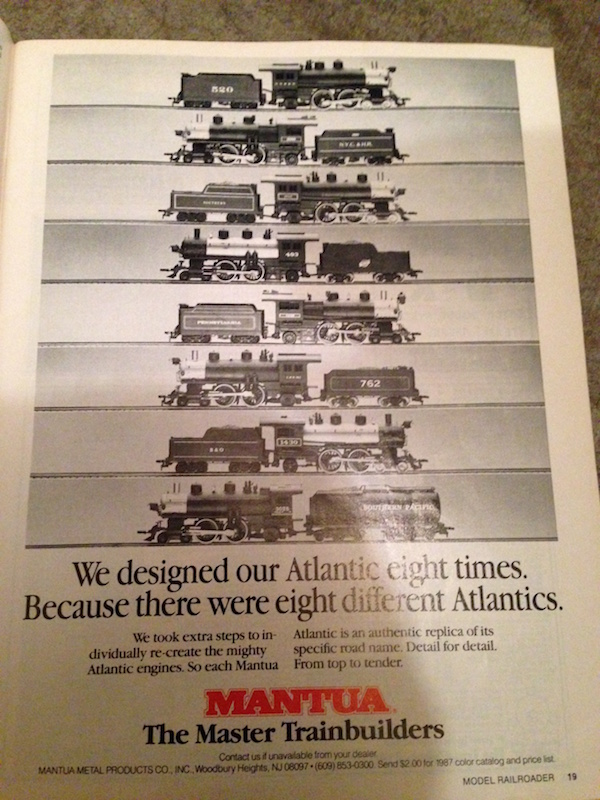 520
N.Y.C. & H.R.
SOUTHERN
493
PENNSYLVANIA
762
B & O
1430
SOUTHERN PACIFIC
We designed our Atlantic eight times.
Because there were eight different Atlantics.
We took extra steps to in-
dividually re-create the mighty
Atlantic engines. So each Mantua
Atlantic is an authentic replica of its
specific road name. Detail for detail.
From top to tender.
MANTUA®
The Master Trainbuilders
Contact us if unavailable from your dealer.
MANTUA METAL PRODUCTS CO., INC., Woodbury Heights, NJ 08097 • (609) 853-0300. Send $2.00 for 1987 color catalog and price list.
MODEL RAILROADER 19